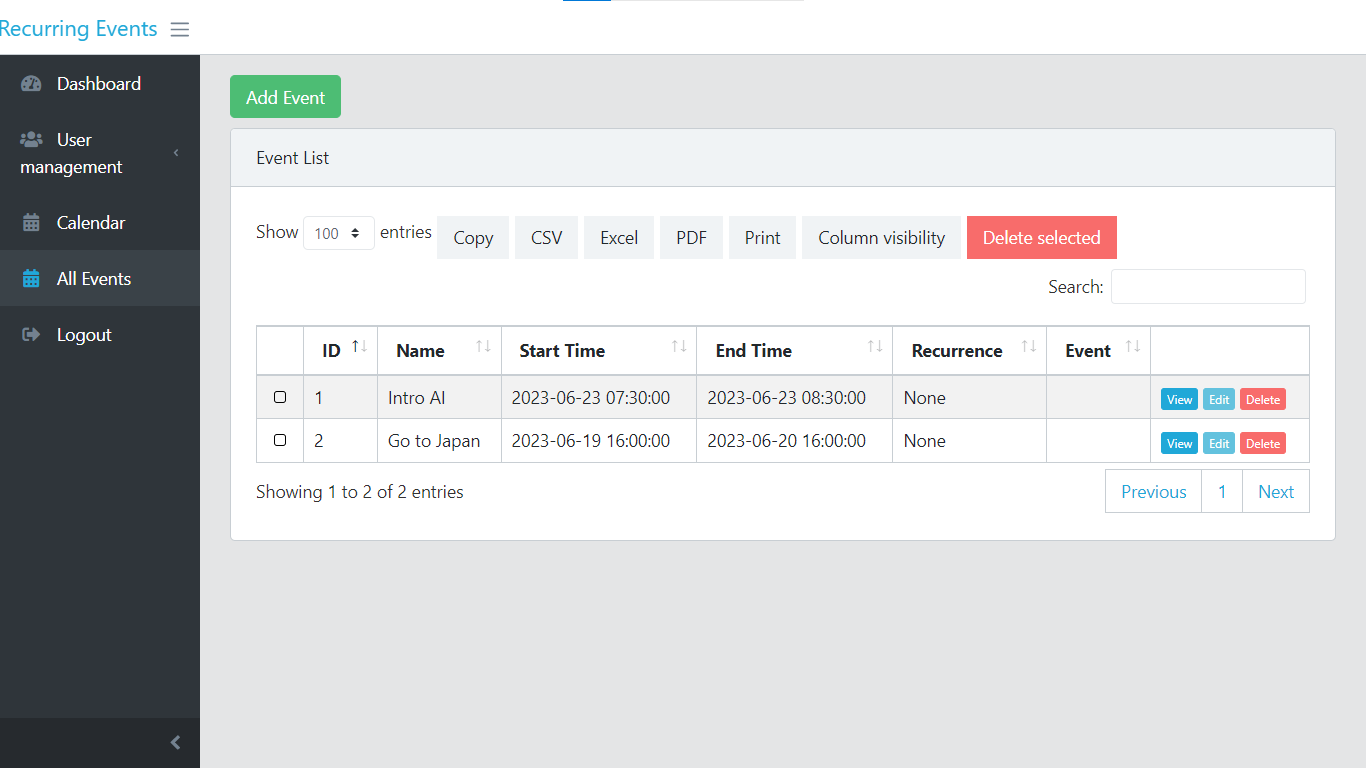 Recurring Events
Dashboard
User
management
Calendar
All Events
Logout
Add Event
Event List
Show 100 entries Copy CSV Excel PDF Print Column visibility Delete selected
Search:
ID Name Start Time End Time Recurrence Event
1 Intro AI 2023-06-23 07:30:00 2023-06-23 08:30:00 None View Edit Delete
2 Go to Japan 2023-06-19 16:00:00 2023-06-20 16:00:00 None View Edit Delete
Showing 1 to 2 of 2 entries Previous 1 Next